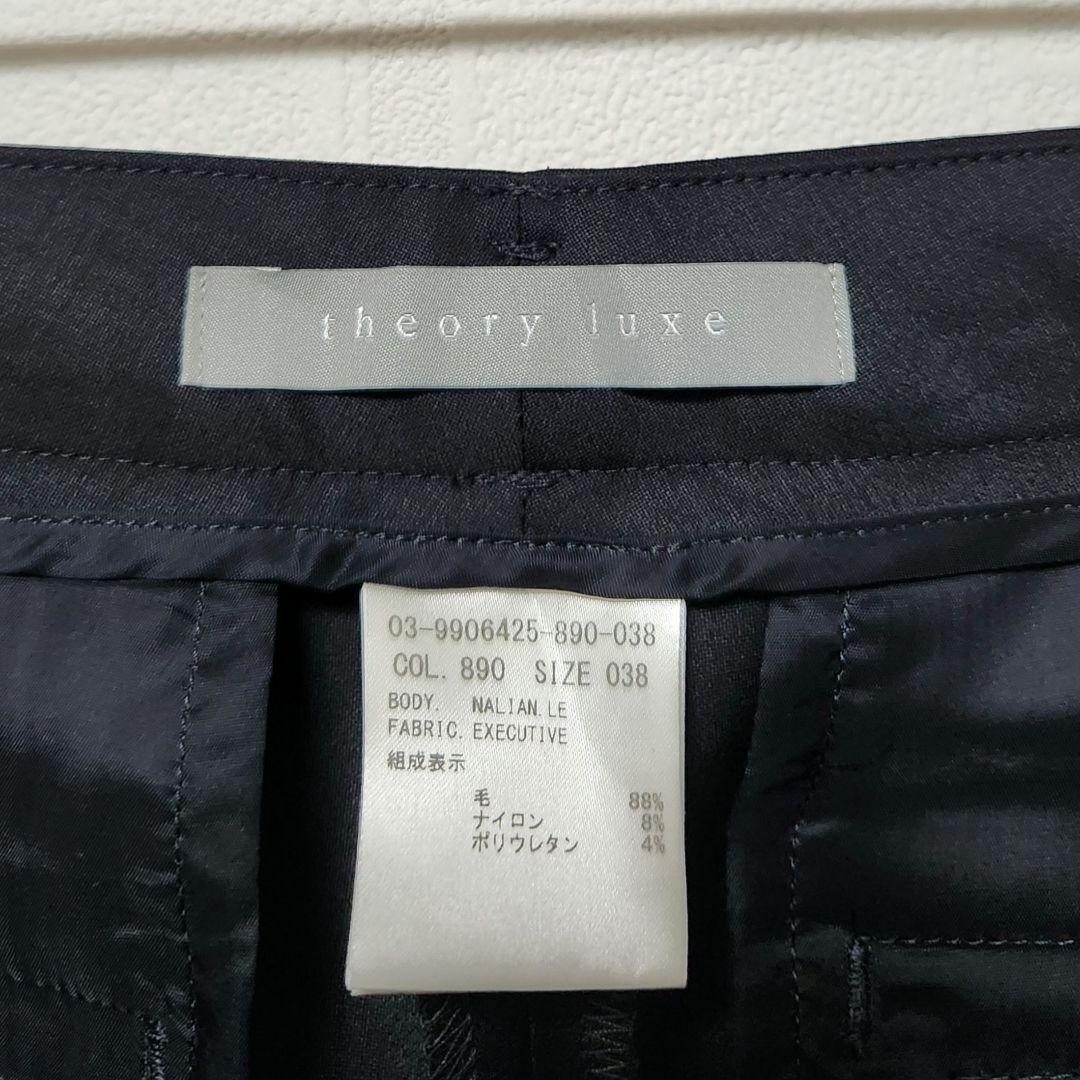 theory luxe
03-9906425-890-038
COL. 890 SIZE 038
BODY. NALIAN.LE
FABRIC. EXECUTIVE
組成表示
毛 88%
ナイロン 8%
ポリウレタン 4%